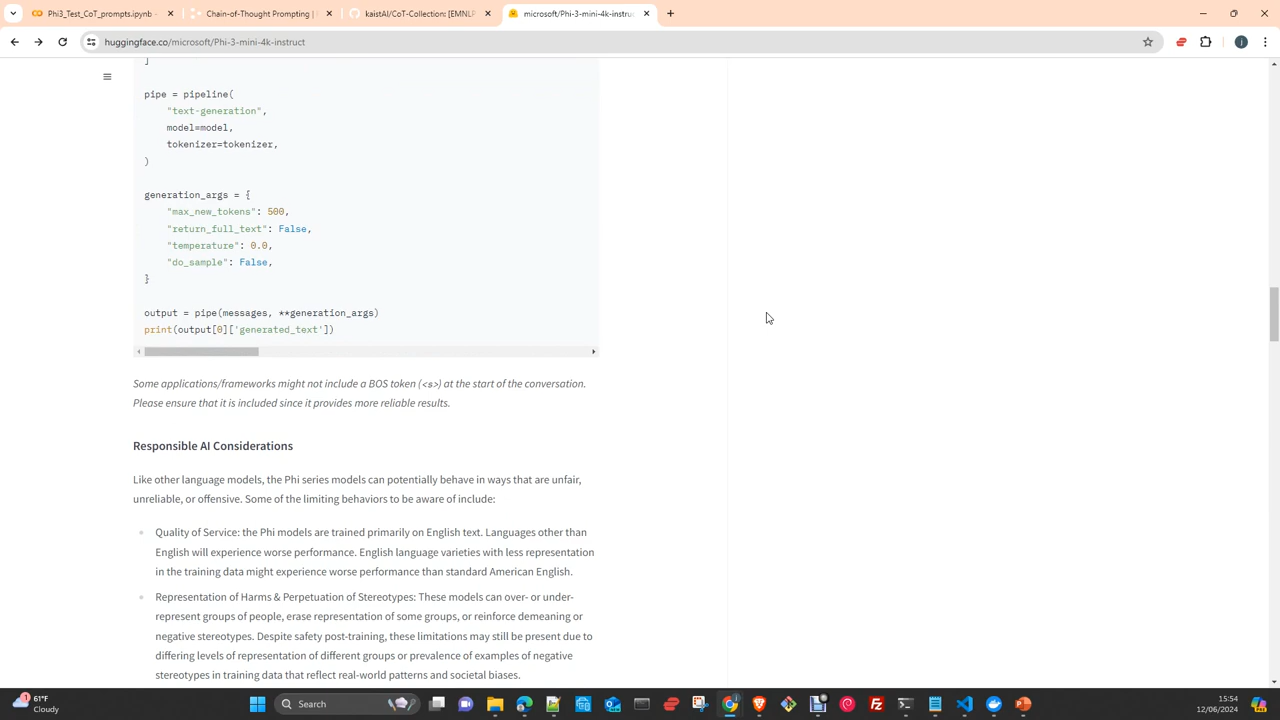 Phi3_Test_CoT_prompts.ipynb
Chain-of-Thought Prompting |
kaistAI/CoT-Collection: [EMNLP
microsoft/Phi-3-mini-4k-instruc
huggingface.co/microsoft/Phi-3-mini-4k-instruct
]
pipe = pipeline(
"text-generation",
model=model,
tokenizer=tokenizer,
)
generation_args = {
"max_new_tokens": 500,
"return_full_text": False,
"temperature": 0.0,
"do_sample": False,
}
output = pipe(messages, **generation_args)
print(output[0]['generated_text'])
Some applications/frameworks might not include a BOS token (<s>) at the start of the conversation.
Please ensure that it is included since it provides more reliable results.
Responsible AI Considerations
Like other language models, the Phi series models can potentially behave in ways that are unfair,
unreliable, or offensive. Some of the limiting behaviors to be aware of include:
Quality of Service: the Phi models are trained primarily on English text. Languages other than
English will experience worse performance. English language varieties with less representation
in the training data might experience worse performance than standard American English.
Representation of Harms & Perpetuation of Stereotypes: These models can over- or under-
represent groups of people, erase representation of some groups, or reinforce demeaning or
negative stereotypes. Despite safety post-training, these limitations may still be present due to
differing levels of representation of different groups or prevalence of examples of negative
stereotypes in training data that reflect real-world patterns and societal biases.
61°F
Cloudy
Search
15:54
12/06/2024